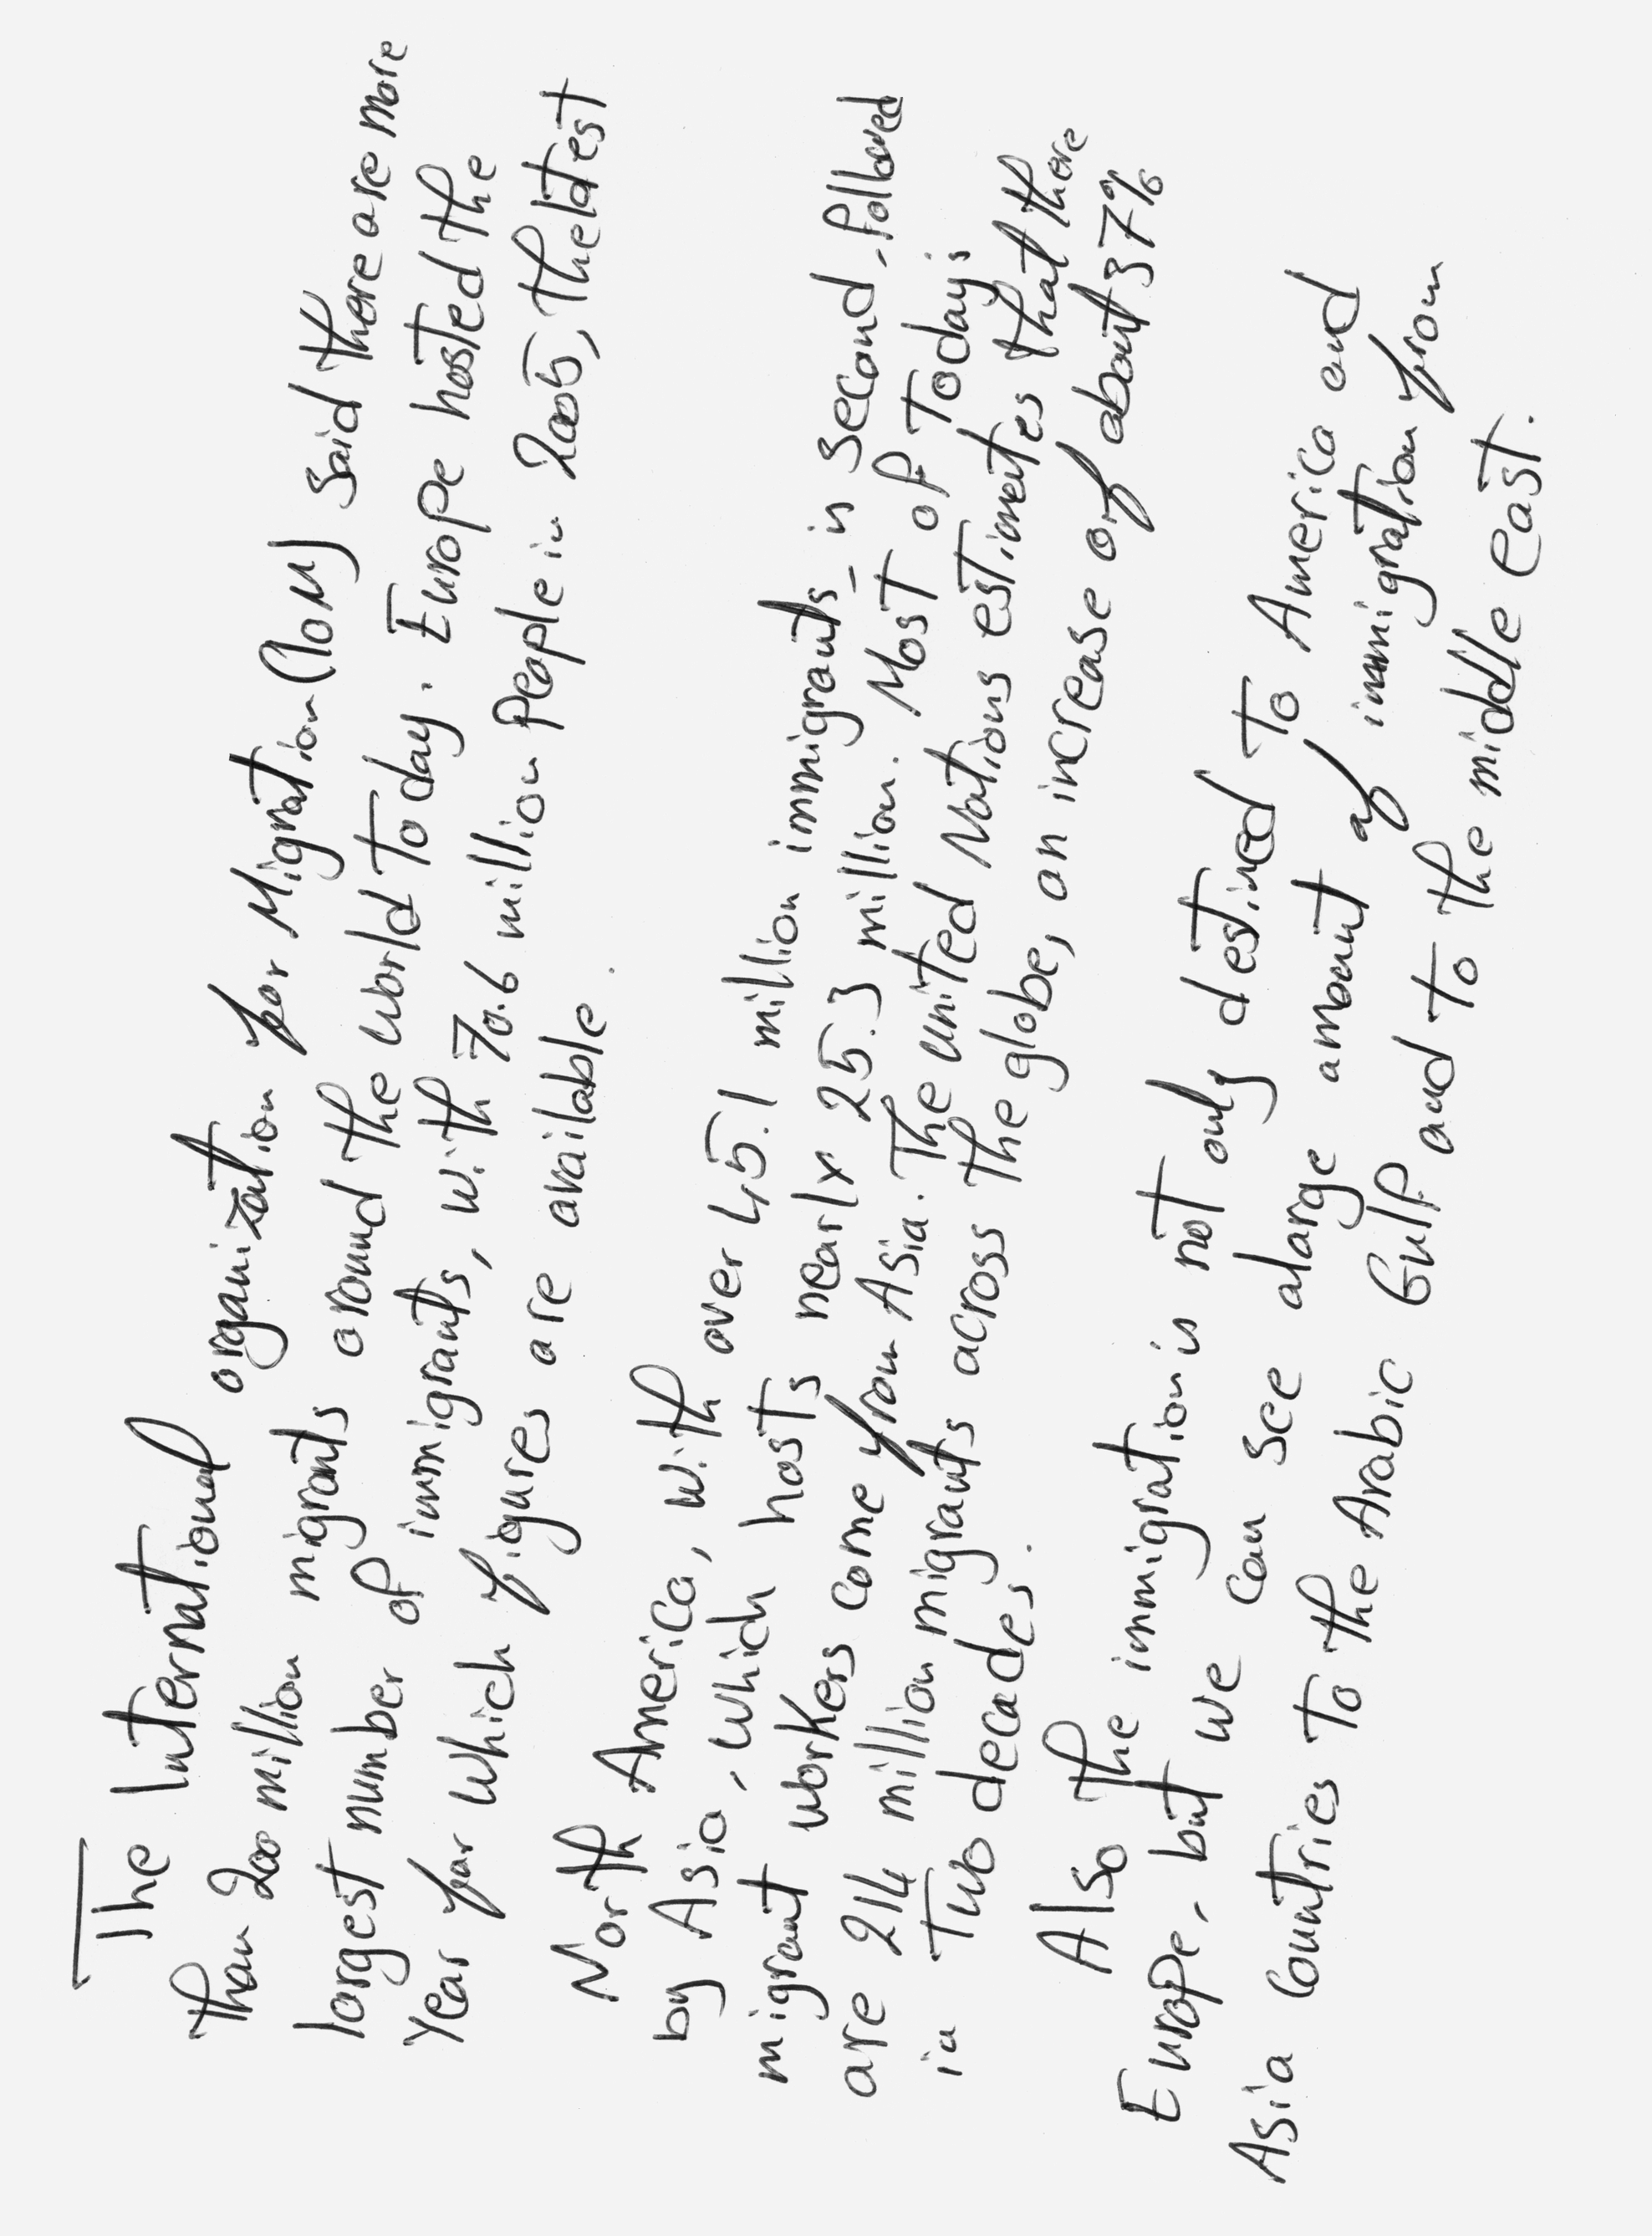 The International organization for Migration (IOM) said there are more
than 200 million migrants around the world today. Europe hosted the
largest number of immigrants, with 70.6 million people in 2005, the latest
year for which figures are available.
North America, with over 45.1 million immigrants, is second, followed
by Asia, which hosts nearly 25.3 million. Most of Todays
migrant workers come from Asia. The united Nations estimates that there
are 214 million migrants across the globe, an increase of about 37%
in Two decades.
Also the immigration is not only destined To America and
Europe, but we can see alarge amount of immigration from
Asia Countries To the Arabic Gulf and To the middle east.